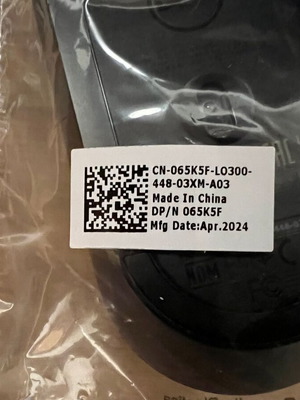 CN-065K5F-LO300-
448-03XM-A03
Made In China
DP/N 065K5F
Mfg Date:Apr.2024